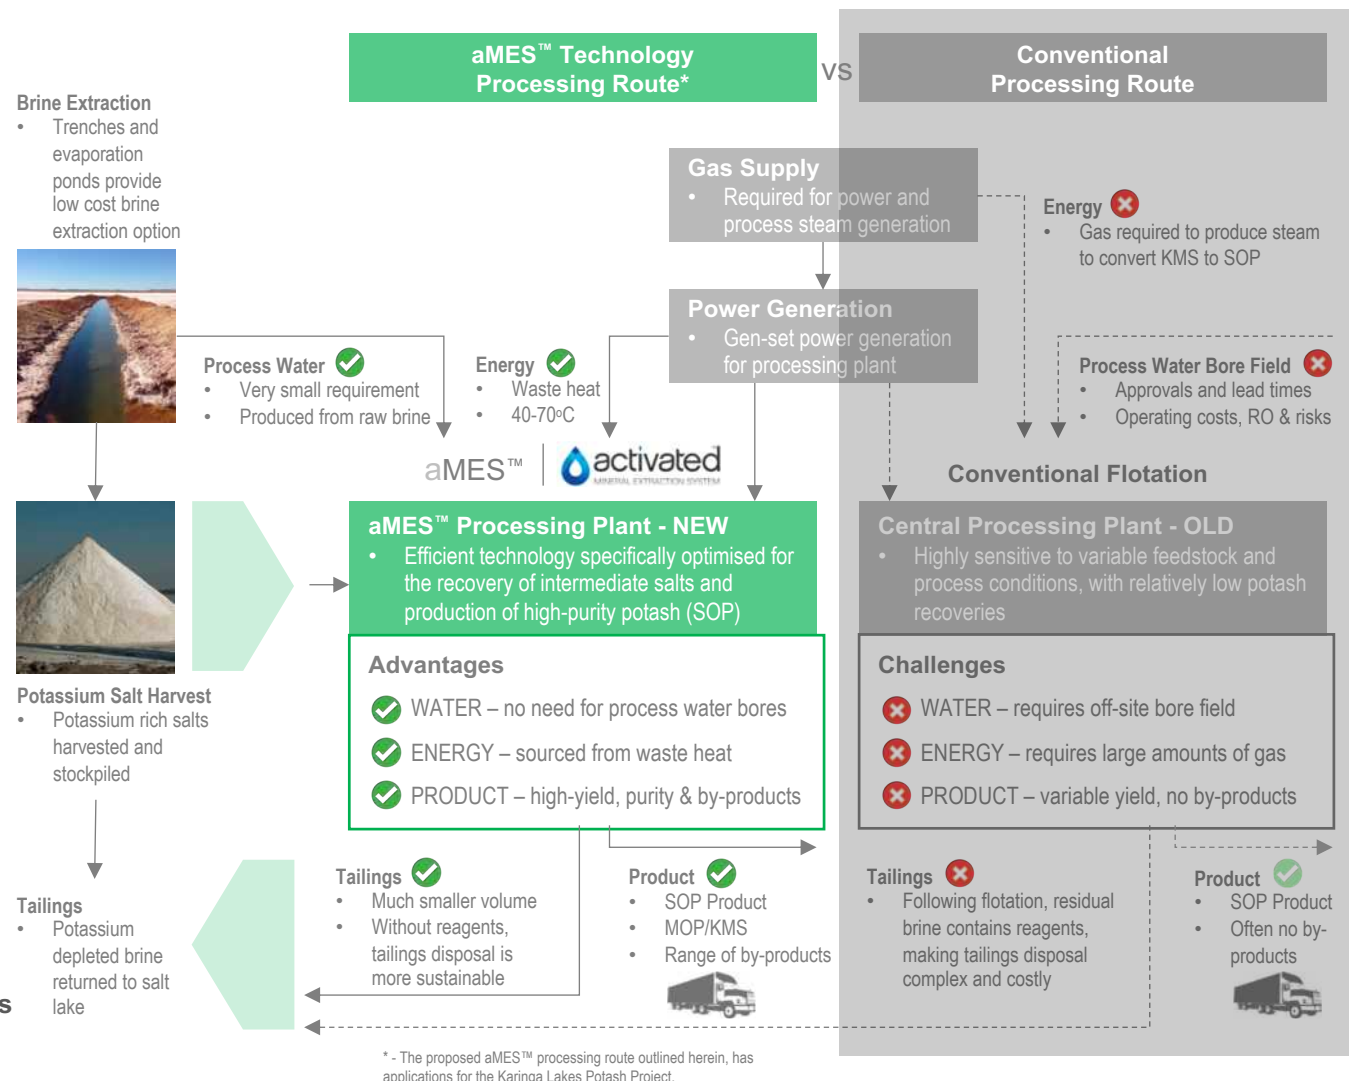 aMES™ Technology
Processing Route*
vs
Conventional
Processing Route
Brine Extraction
• Trenches and
evaporation
ponds provide
low cost brine
extraction option
Gas Supply
• Required for power and
process steam generation
Energy
• Gas required to produce steam
to convert KMS to SOP
Power Generation
• Gen-set power generation
for processing plant
Process Water
• Very small requirement
• Produced from raw brine
Energy
• Waste heat
• 40-70ºC
Process Water Bore Field
• Approvals and lead times
• Operating costs, RO & risks
aMES™
activated
MINERAL EXTRACTION SYSTEM
Conventional Flotation
aMES™ Processing Plant - NEW
• Efficient technology specifically optimised for
the recovery of intermediate salts and
production of high-purity potash (SOP)
Central Processing Plant - OLD
• Highly sensitive to variable feedstock and
process conditions, with relatively low potash
recoveries
Advantages
WATER – no need for process water bores
ENERGY – sourced from waste heat
PRODUCT – high-yield, purity & by-products
Challenges
WATER – requires off-site bore field
ENERGY – requires large amounts of gas
PRODUCT – variable yield, no by-products
Potassium Salt Harvest
• Potassium rich salts
harvested and
stockpiled
Tailings
• Potassium
depleted brine
returned to salt
lake
s
Tailings
• Much smaller volume
• Without reagents,
tailings disposal is
more sustainable
Product
• SOP Product
• MOP/KMS
• Range of by-products
Tailings
• Following flotation, residual
brine contains reagents,
making tailings disposal
complex and costly
Product
• SOP Product
• Often no by-
products
* - The proposed aMES™ processing route outlined herein, has
applications for the Karinga Lakes Potash Project.